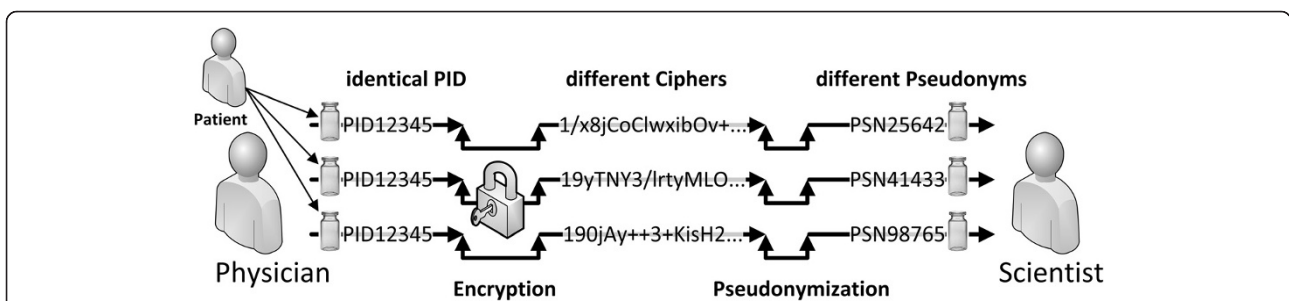 identical PID different Ciphers different Pseudonyms
Patient
PID12345 1/x8jCoClwxibOv+... PSN25642
PID12345 19yTNY3/lrtyMLO... PSN41433
PID12345 190jAy++3+KisH2... PSN98765
Physician Scientist
Encryption Pseudonymization